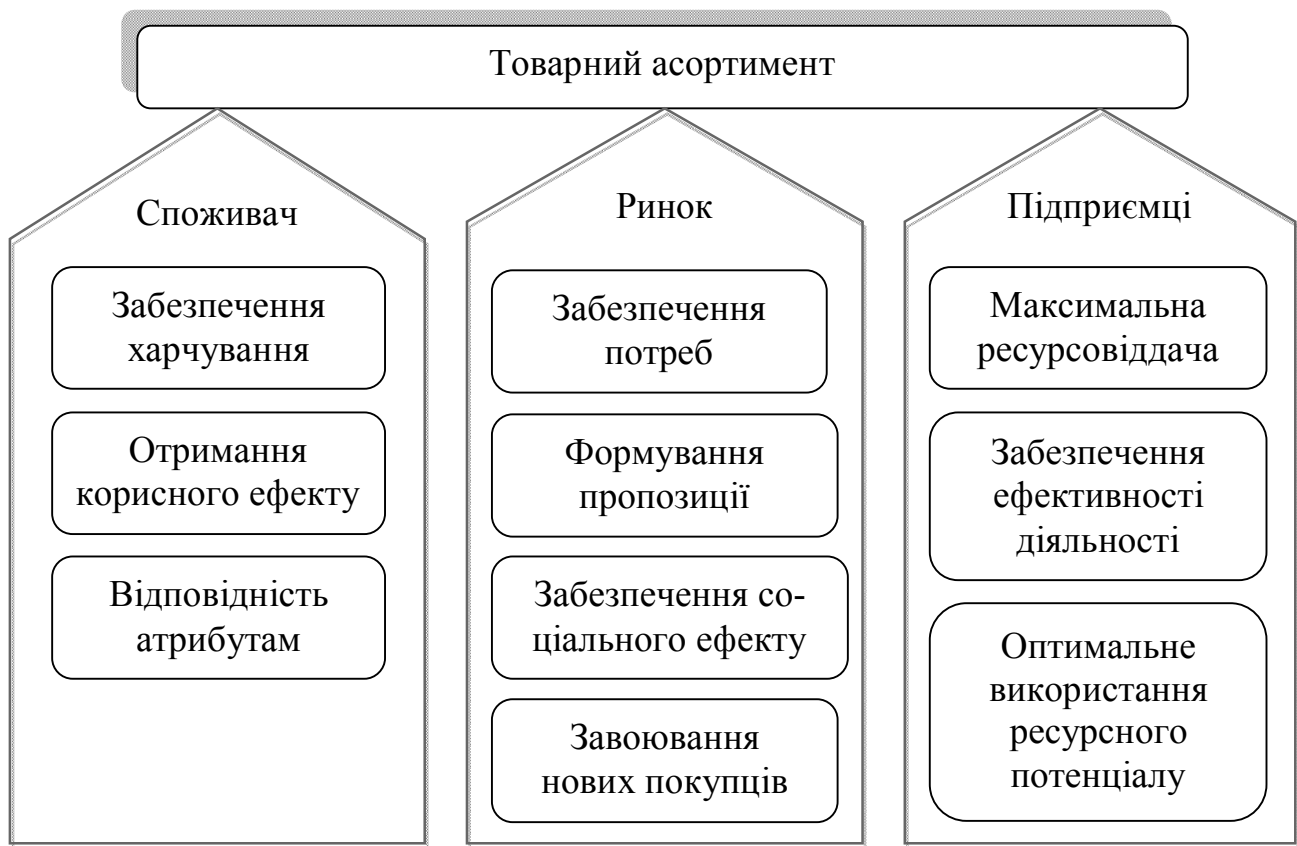 Товарний асортимент
Споживач
Забезпечення
харчування
Отримання
корисного ефекту
Відповідність
атрибутам
Ринок
Забезпечення
потреб
Формування
пропозиції
Забезпечення со-
ціального ефекту
Завоювання
нових покупців
Підприємці
Максимальна
ресурсовіддача
Забезпечення
ефективності
діяльності
Оптимальне
використання
ресурсного
потенціалу